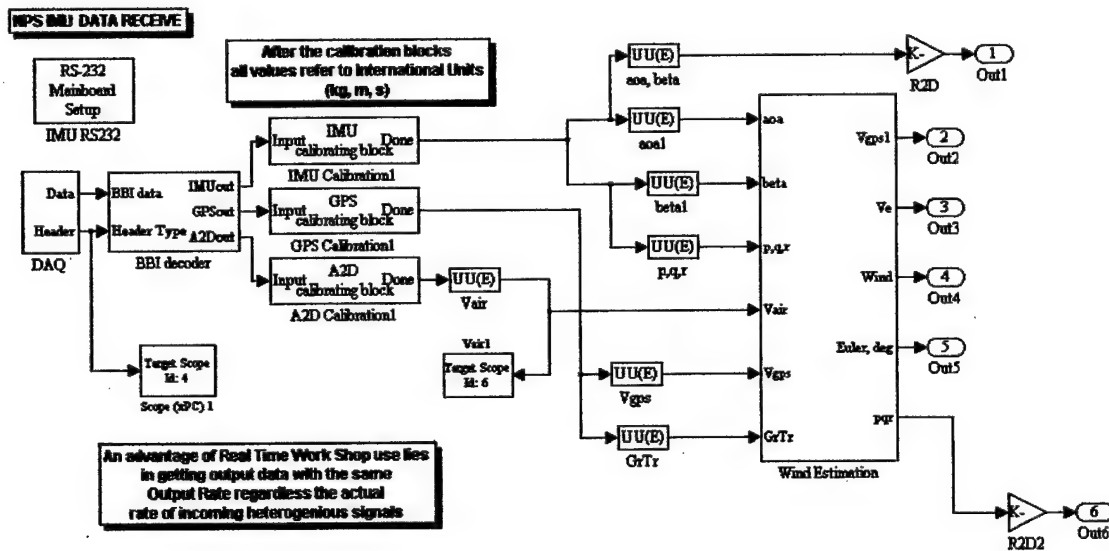 NPS IMU DATA RECEIVE
RS-232
Mainboard
Setup
IMU RS232
After the calibration blocks
all values refer to International Units
(kg, m, s)
UU(E)
aoa, beta
K-
R2D
1
Out1
Input
IMU
Done
calibrating block
IMU Calibration1
UU(E)
aoa1
UU(E)
beta1
UU(E)
p,q,r
Data
Header
DAQ
BBI data
Header Type
IMUout
GPSout
A2Dout
BBI decoder
Input
GPS
Done
calibrating block
GPS Calibration1
Input
A2D
Done
calibrating block
A2D Calibration1
UU(E)
Vair
Vair1
Target Scope
Id: 6
Target Scope
Id: 4
Scope (xPC) 1
UU(E)
Vgps
UU(E)
GrTr
aoa
beta
p,q,r
Vair
Vgps
GrTr
Vgps1
Ve
Wind
Euler, deg
pqr
Wind Estimation
2
Out2
3
Out3
4
Out4
5
Out5
K-
R2D2
6
Out6
An advantage of Real Time Work Shop use lies
in getting output data with the same
Output Rate regardless the actual
rate of incoming heterogenious signals